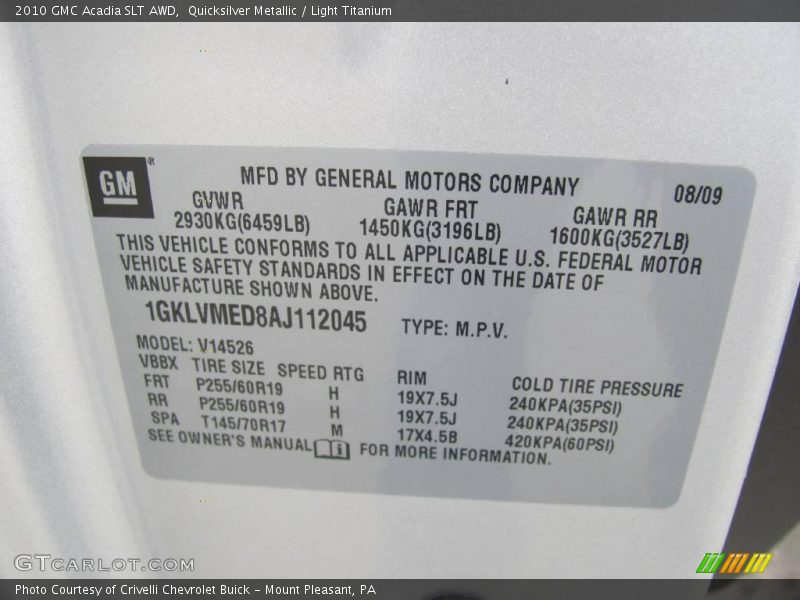 2010 GMC Acadia SLT AWD,  Quicksilver Metallic / Light Titanium
GM®
MFD BY GENERAL MOTORS COMPANY 08/09
GVWR GAWR FRT GAWR RR
2930KG(6459LB) 1450KG(3196LB) 1600KG(3527LB)
THIS VEHICLE CONFORMS TO ALL APPLICABLE U.S. FEDERAL MOTOR
VEHICLE SAFETY STANDARDS IN EFFECT ON THE DATE OF
MANUFACTURE SHOWN ABOVE.
1GKLVMED8AJ112045 TYPE: M.P.V.
MODEL: V14526
VBBX TIRE SIZE SPEED RTG RIM COLD TIRE PRESSURE
FRT P255/60R19 H 19X7.5J 240KPA(35PSI)
RR P255/60R19 H 19X7.5J 240KPA(35PSI)
SPA T145/70R17 M 17X4.5B 420KPA(60PSI)
SEE OWNER'S MANUAL i FOR MORE INFORMATION.
GTCARLOT.COM
Photo Courtesy of Crivelli Chevrolet Buick – Mount Pleasant, PA